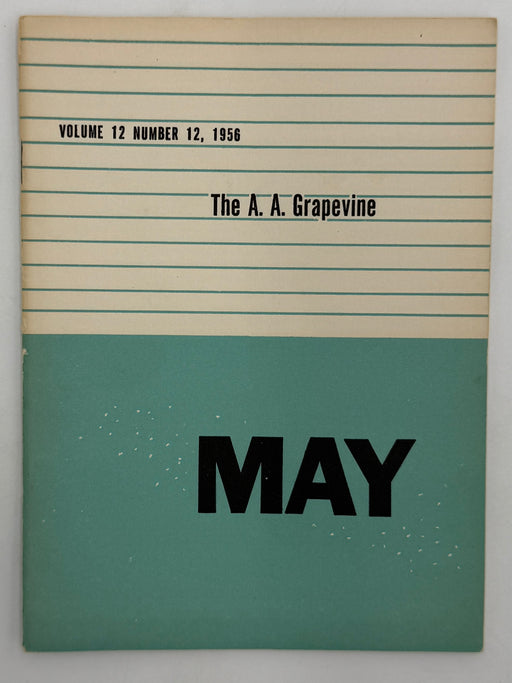 VOLUME 12 NUMBER 12, 1956
The A. A. Grapevine
MAY